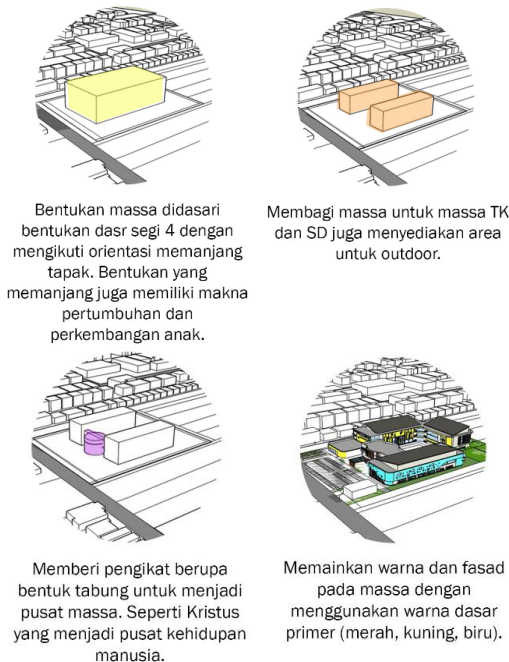 Bentukan massa didasari
bentukan dasr segi 4 dengan
mengikuti orientasi memanjang
tapak. Bentukan yang
memanjang juga memiliki makna
pertumbuhan dan
perkembangan anak.
Membagi massa untuk massa TK
dan SD juga menyediakan area
untuk outdoor.
Memberi pengikat berupa
bentuk tabung untuk menjadi
pusat massa. Seperti Kristus
yang menjadi pusat kehidupan
manusia.
Memainkan warna dan fasad
pada massa dengan
menggunakan warna dasar
primer (merah, kuning, biru).